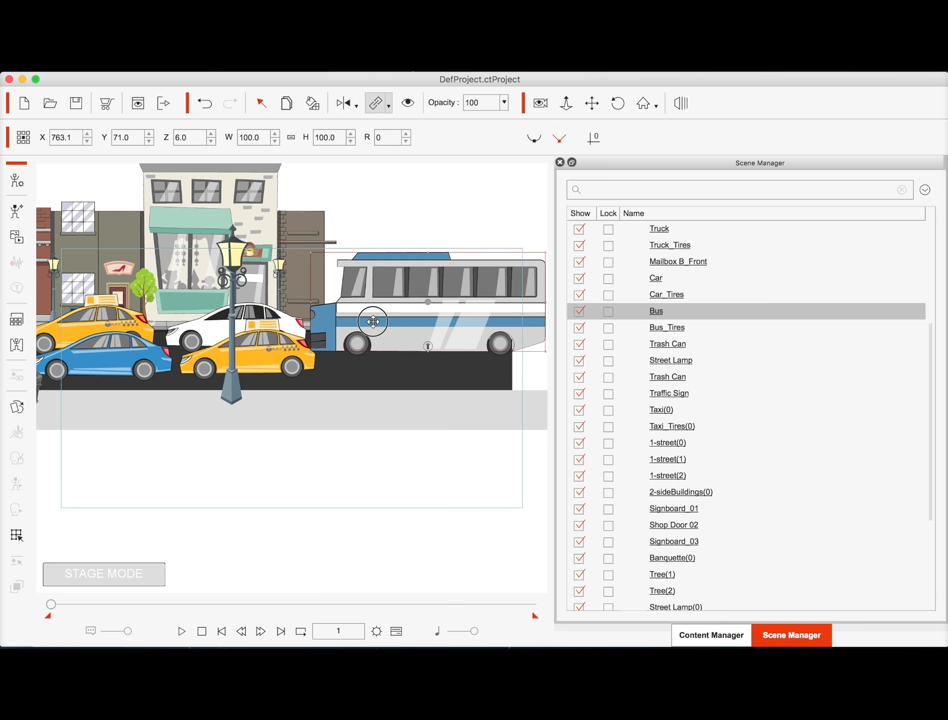 DefProject.ctProject
Opacity : 100
X 763.1 Y 71.0 Z 6.0 W 100.0 H 100.0 R 0
0
Scene Manager
Show Lock Name
Truck
Truck_Tires
Mailbox B_Front
Car
Car_Tires
Bus
Bus_Tires
Trash Can
Street Lamp
Trash Can
Traffic Sign
Taxi(0)
Taxi_Tires(0)
1-street(0)
1-street(1)
1-street(2)
2-sideBuildings(0)
Signboard_01
Shop Door 02
Signboard_03
Banquette(0)
Tree(1)
Tree(2)
Street Lamp(0)
STAGE MODE
1
Content Manager Scene Manager